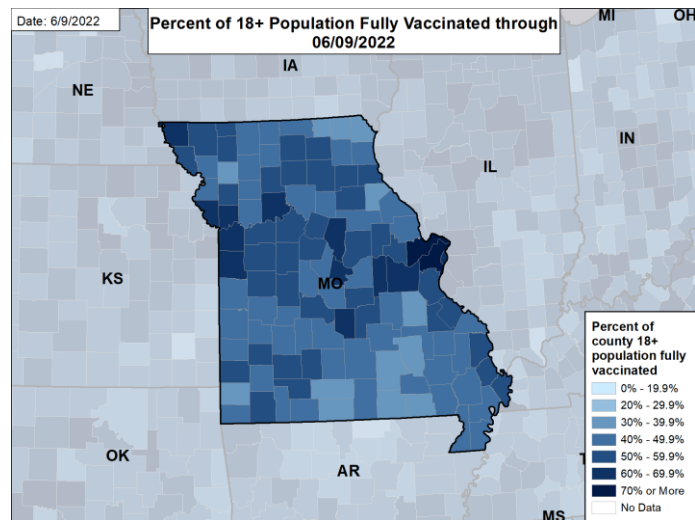 Date: 6/9/2022
Percent of 18+ Population Fully Vaccinated through
06/09/2022
MI
OH
IA
NE
IN
IL
KS
MO
OK
AR
MS
Percent of
county 18+
population fully
vaccinated
0% - 19.9%
20% - 29.9%
30% - 39.9%
40% - 49.9%
50% - 59.9%
60% - 69.9%
70% or More
No Data